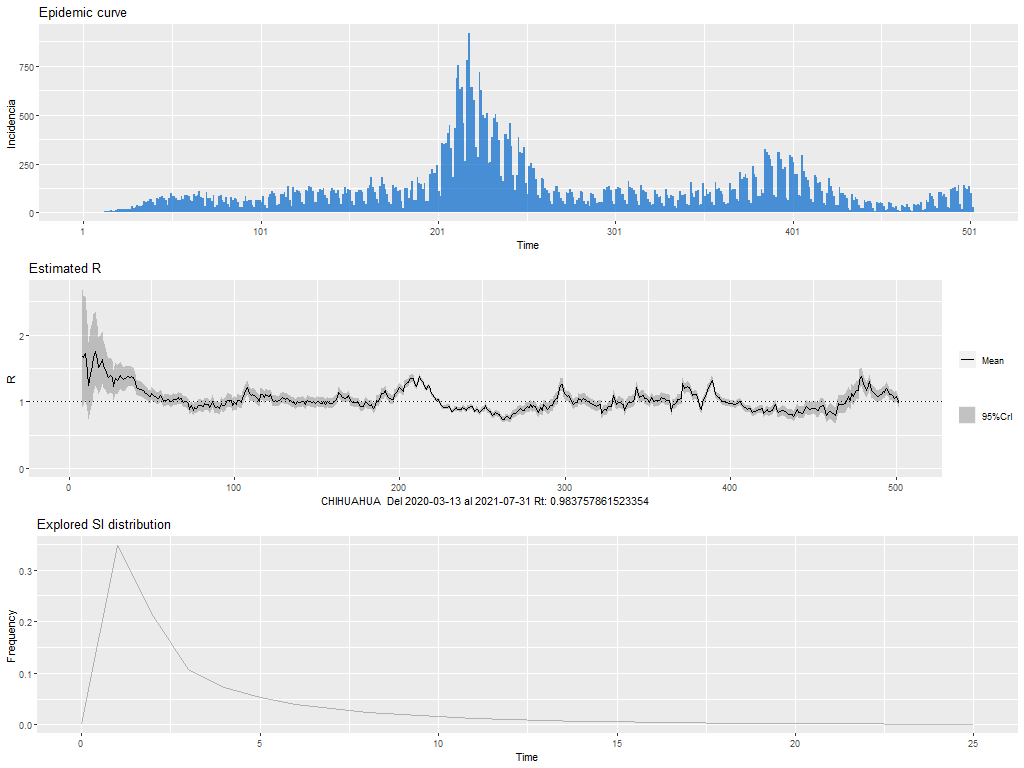 Epidemic curve
750
500
250
0
Incidencia
1 101 201 301 401 501
Time
Estimated R
2
1
0
R
0 100 200 300 400 500
CHIHUAHUA Del 2020-03-13 al 2021-07-31 Rt: 0.983757861523354
Mean
95%CrI
Explored SI distribution
0.3
0.2
0.1
0.0
Frequency
0 5 10 15 20 25
Time